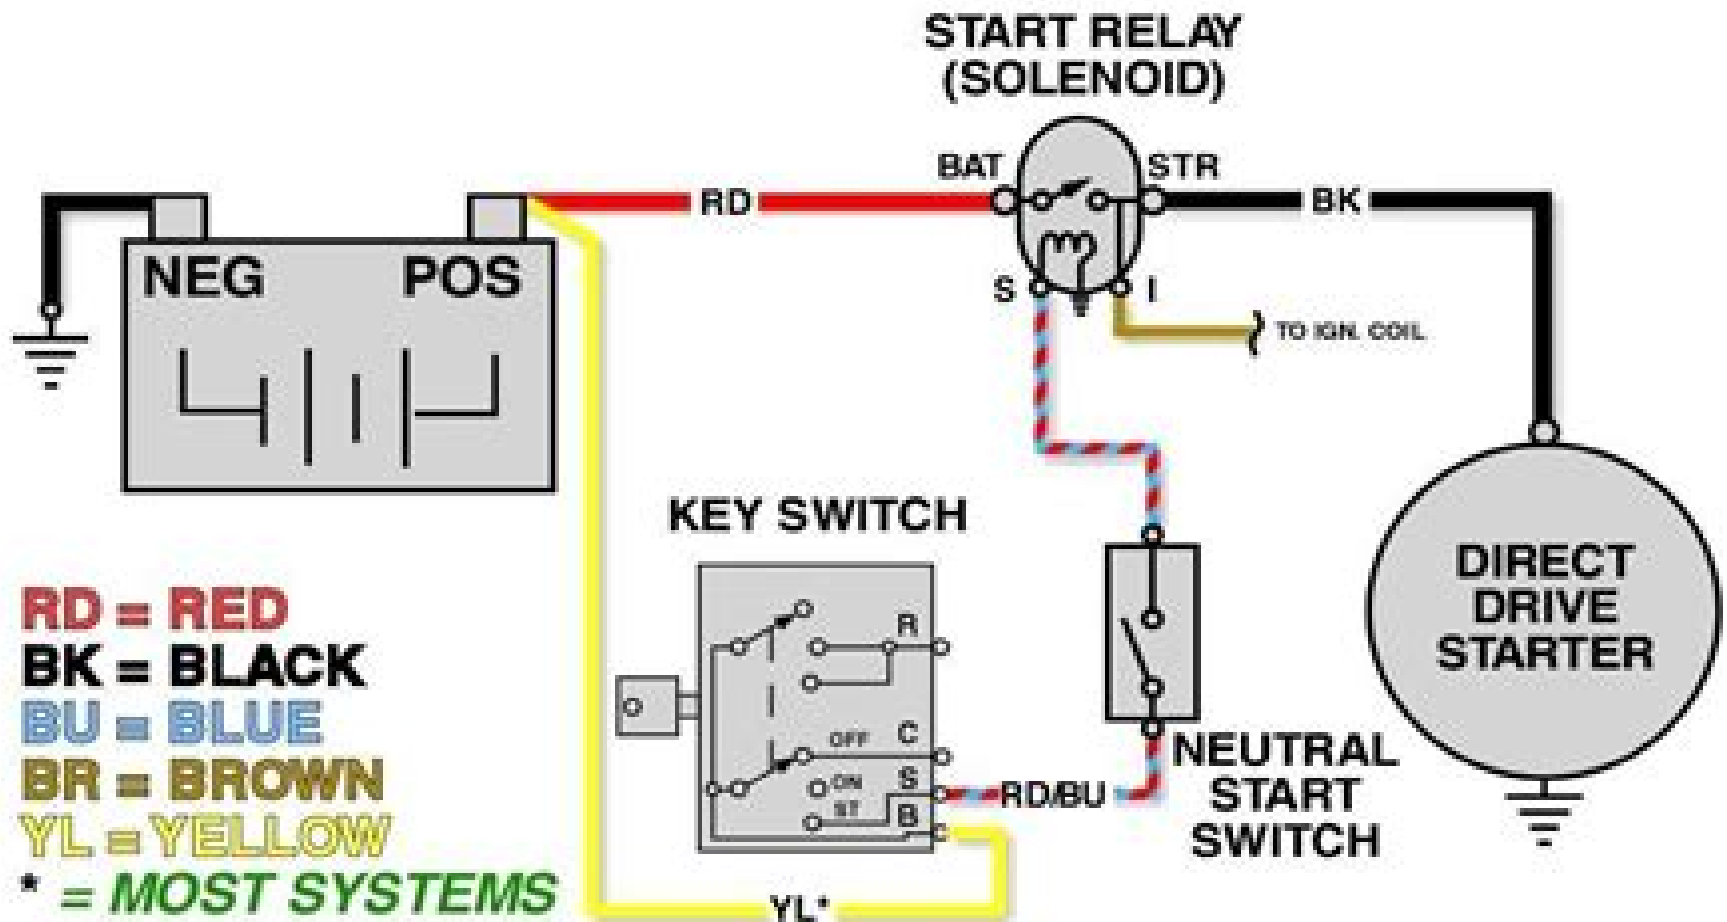 START RELAY
(SOLENOID)
BAT
STR
RD
BK
NEG
POS
S
I
TO IGN. COIL
KEY SWITCH
DIRECT
DRIVE
STARTER
R
OFF
C
ON
S
ST
B
RD/BU
NEUTRAL
START
SWITCH
RD = RED
BK = BLACK
BU = BLUE
BR = BROWN
YL = YELLOW
* = MOST SYSTEMS
YL*